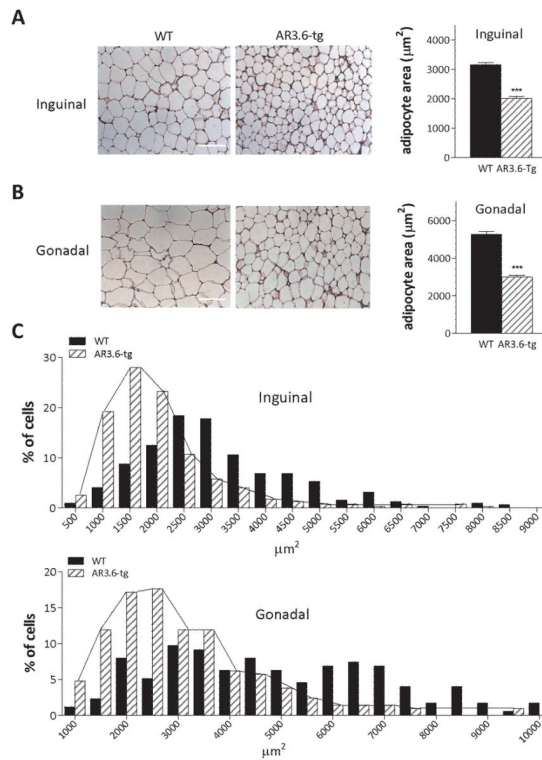 A
WT
AR3.6-tg
Inguinal
Inguinal
adipocyte area (μm²)
4000
3000
2000
1000
0
***
WT AR3.6-Tg
B
Gonadal
Gonadal
adipocyte area (μm²)
6000
4000
2000
0
***
WT AR3.6-tg
C
WT
AR3.6-tg
Inguinal
% of cells
30
20
10
0
500 1000 1500 2000 2500 3000 3500 4000 4500 5000 5500 6000 6500 7000 7500 8000 8500 9000
μm²
WT
AR3.6-tg
Gonadal
% of cells
20
15
10
5
0
1000 2000 3000 4000 5000 6000 7000 8000 9000 10000
μm²